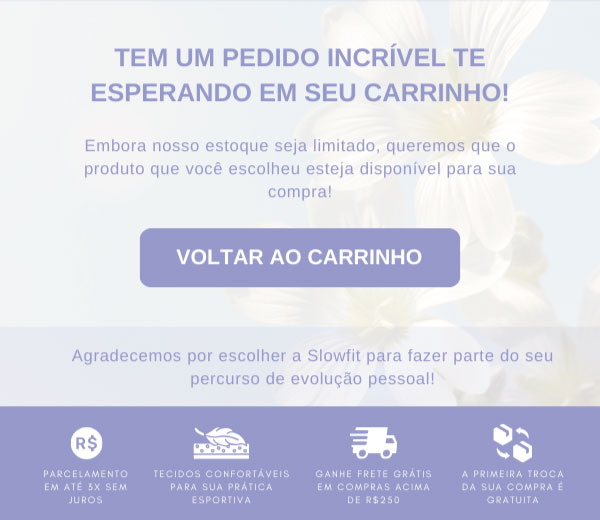 TEM UM PEDIDO INCRÍVEL TE
ESPERANDO EM SEU CARRINHO!
Embora nosso estoque seja limitado, queremos que o
produto que você escolheu esteja disponível para sua
compra!
VOLTAR AO CARRINHO
Agradecemos por escolher a Slowfit para fazer parte do seu
percurso de evolução pessoal!
R$
PARCELAMENTO
EM ATÉ 3X SEM
JUROS
TECIDOS CONFORTÁVEIS
PARA SUA PRÁTICA
ESPORTIVA
GANHE FRETE GRÁTIS
EM COMPRAS ACIMA
DE R$250
A PRIMEIRA TROCA
DA SUA COMPRA É
GRATUITA